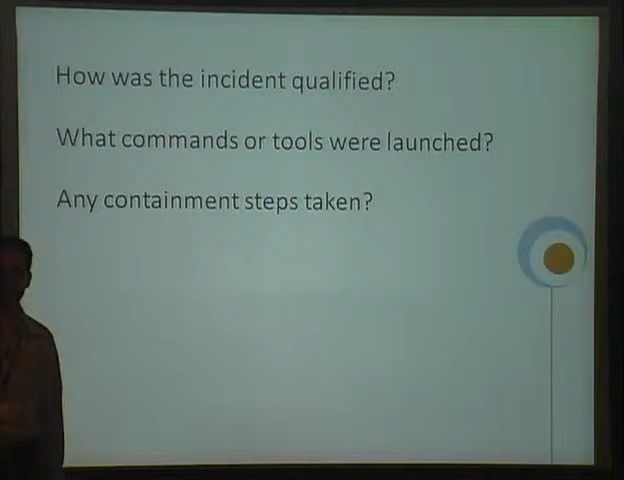 How was the incident qualified?
What commands or tools were launched?
Any containment steps taken?